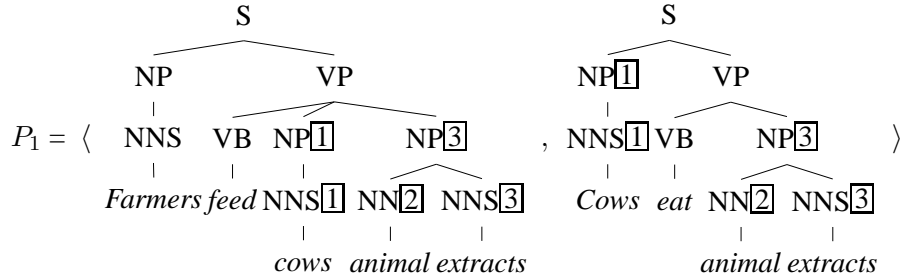 S S
NP VP NP1 VP
P1 = ⟨ NNS VB NP1 NP3 , NNS1 VB NP3 ⟩
Farmers feed NNS1 NN2 NNS3 Cows eat NN2 NNS3
cows animal extracts animal extracts